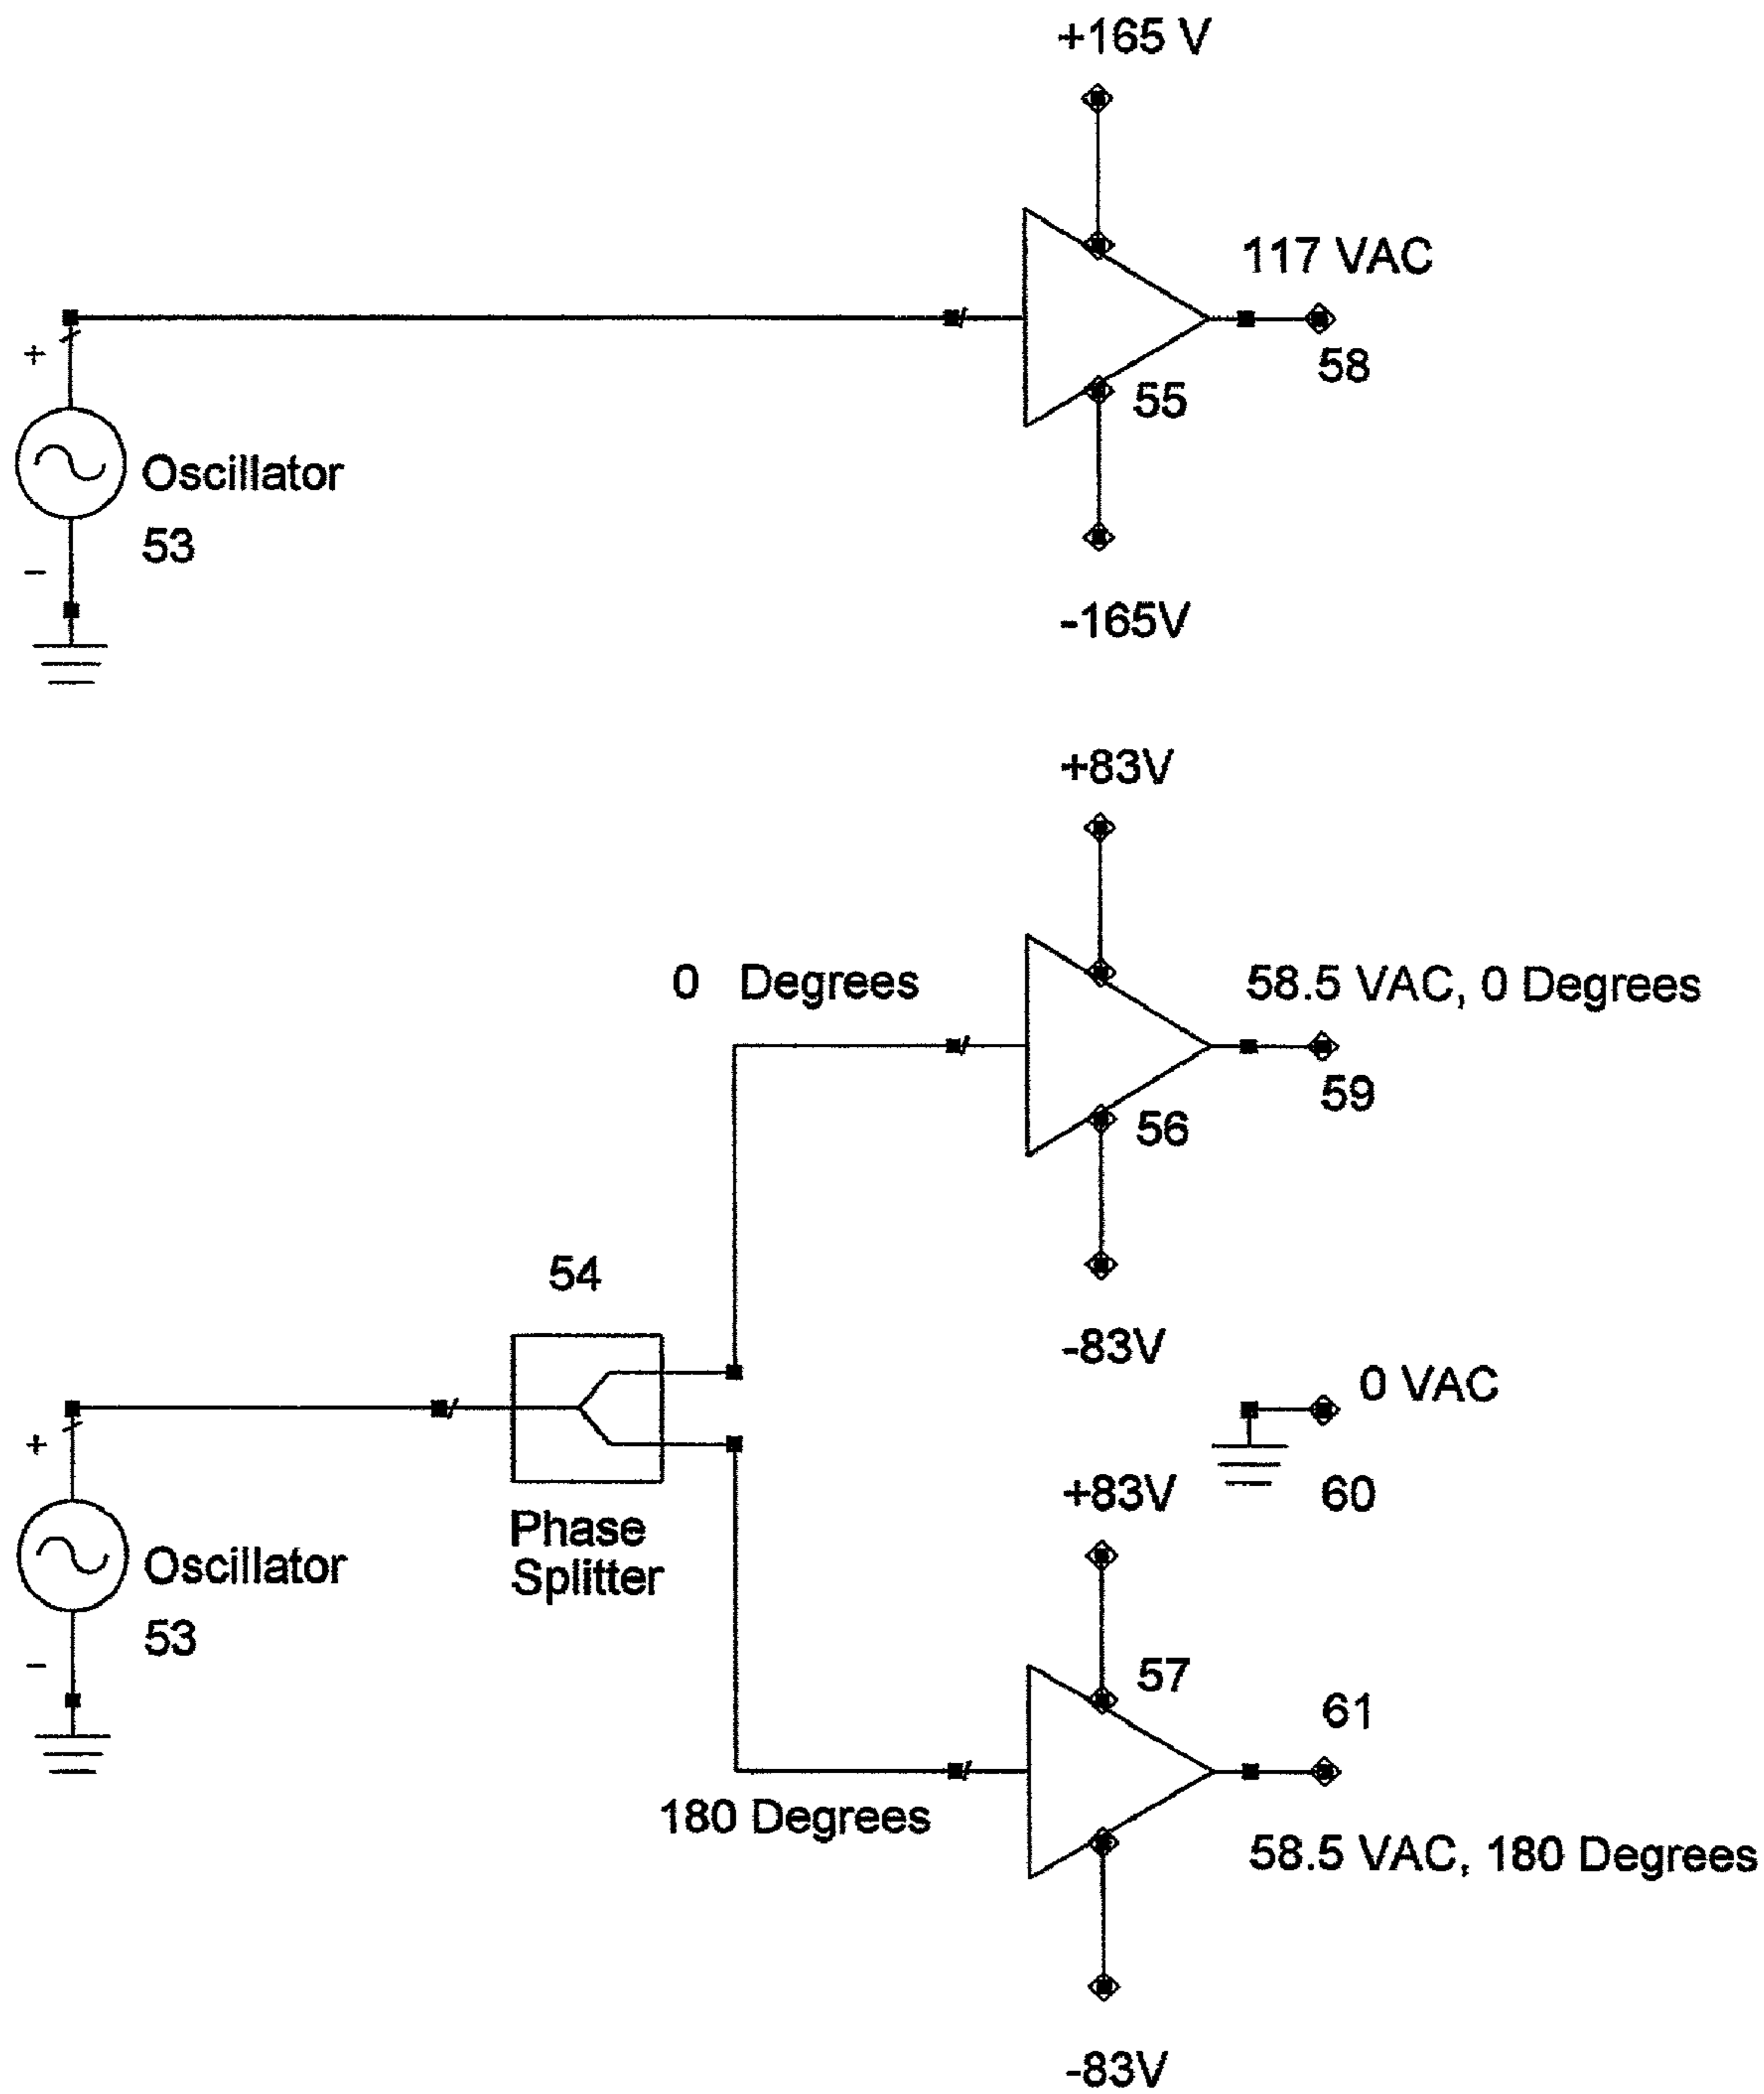 +165 V
117 VAC
58
+
55
Oscillator
53
−
-165V
+83V
0 Degrees
58.5 VAC, 0 Degrees
59
56
54
-83V
0 VAC
+
+83V
60
Phase
Splitter
Oscillator
53
−
57
61
180 Degrees
58.5 VAC, 180 Degrees
-83V